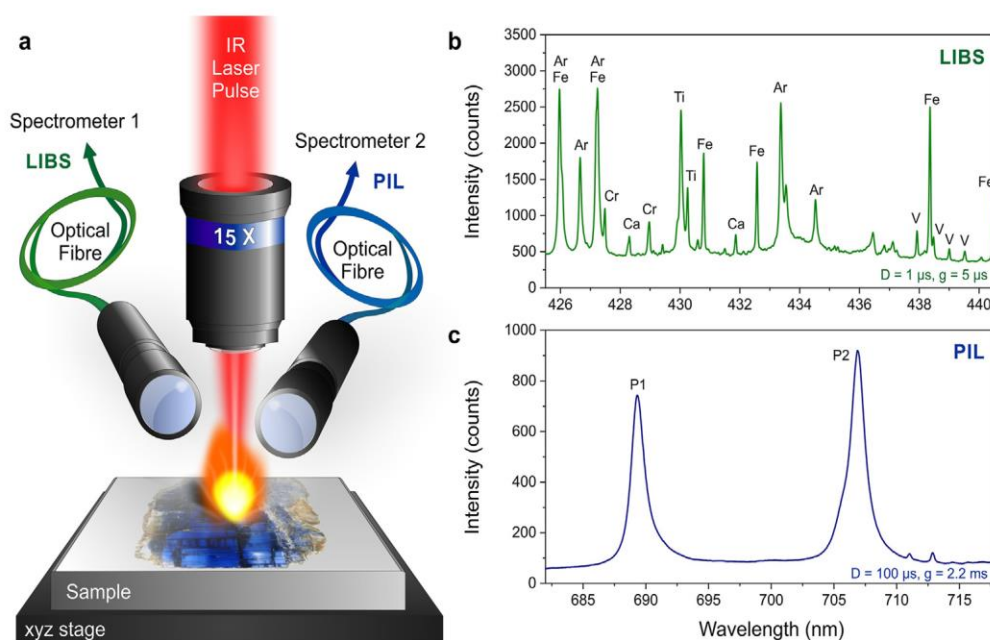 a
IR
Laser
Pulse
Spectrometer 1
LIBS
Optical
Fibre
Spectrometer 2
PIL
Optical
Fibre
15 X
Sample
xyz stage
b
LIBS
Intensity (counts)
3500
3000
2500
2000
1500
1000
500
0
Ar
Fe
Ar
Ar
Fe
Cr
Ca
Cr
Ti
Ti
Fe
Ca
Fe
Ar
Ar
V
Fe
V
V
V
Fe
D = 1 µs, g = 5 µs
426 428 430 432 434 436 438 440
c
PIL
Intensity (counts)
1000
800
600
400
200
0
P1
P2
D = 100 µs, g = 2.2 ms
685 690 695 700 705 710 715
Wavelength (nm)